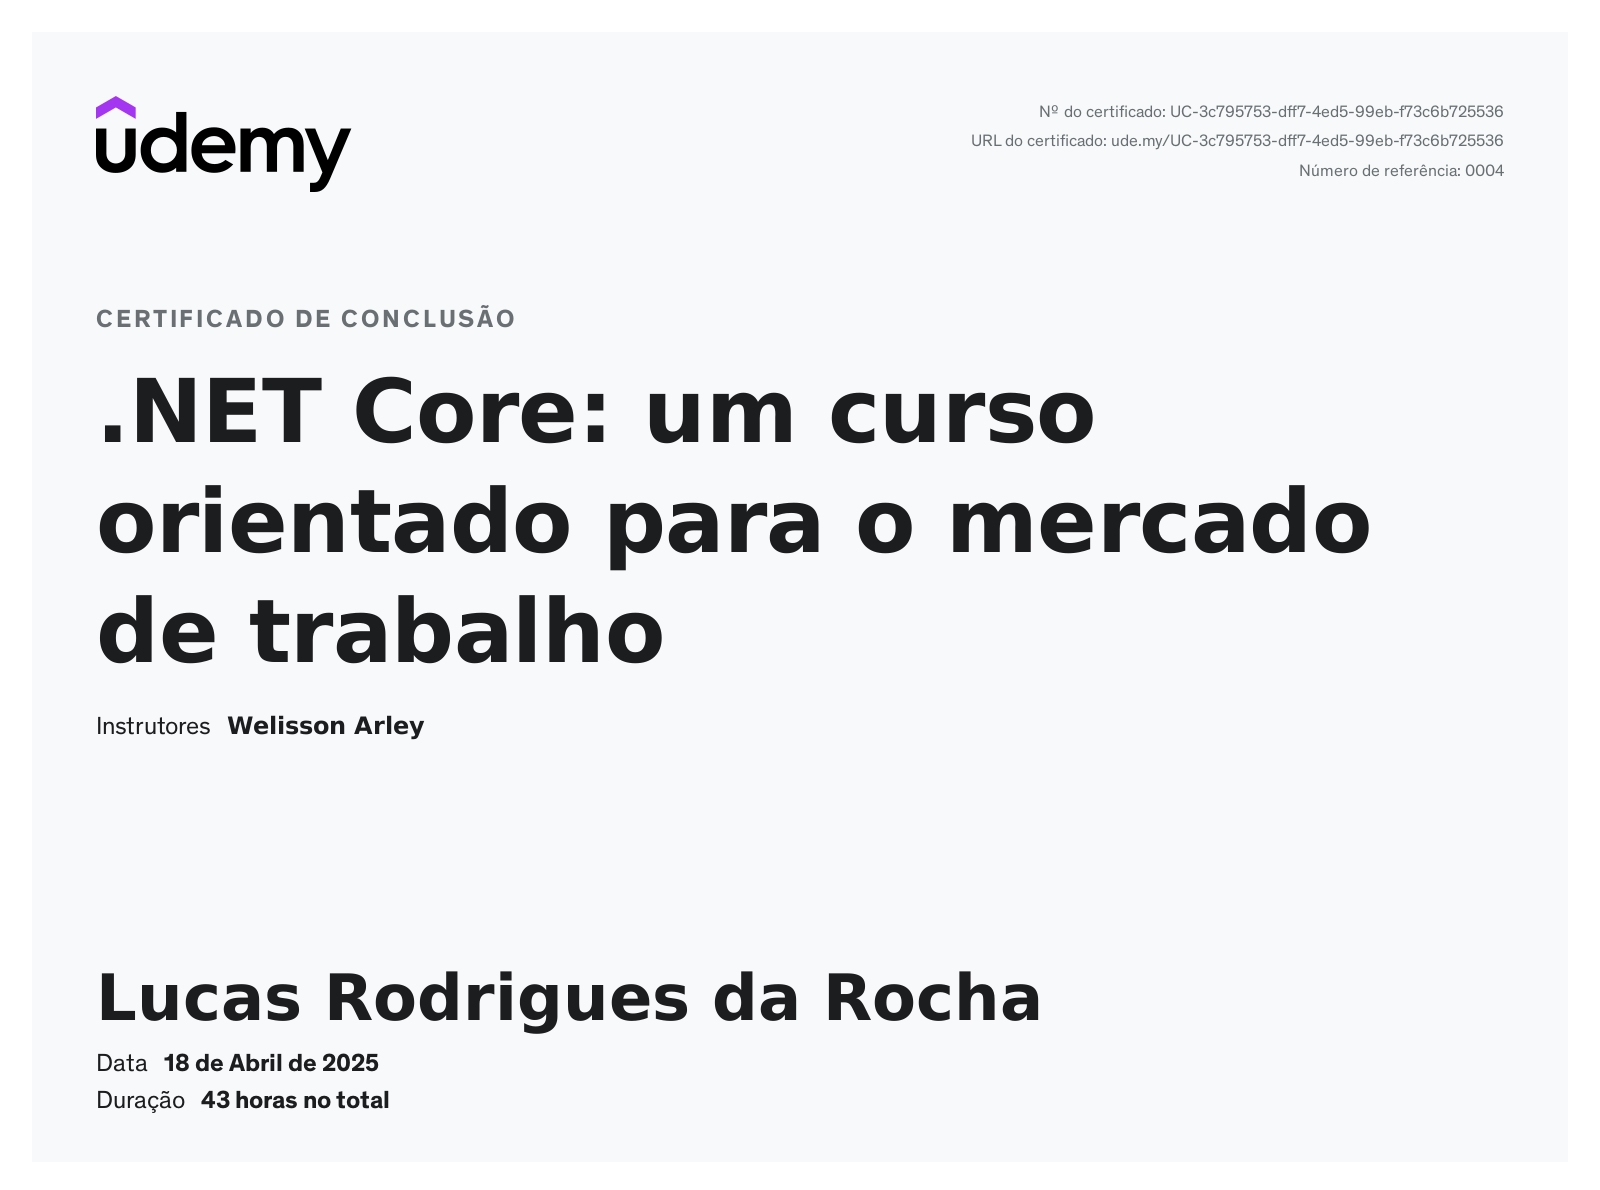 udemy
Nº do certificado: UC-3c795753-dff7-4ed5-99eb-f73c6b725536
URL do certificado: ude.my/UC-3c795753-dff7-4ed5-99eb-f73c6b725536
Número de referência: 0004
CERTIFICADO DE CONCLUSÃO
.NET Core: um curso
orientado para o mercado
de trabalho
Instrutores Welisson Arley
Lucas Rodrigues da Rocha
Data 18 de Abril de 2025
Duração 43 horas no total